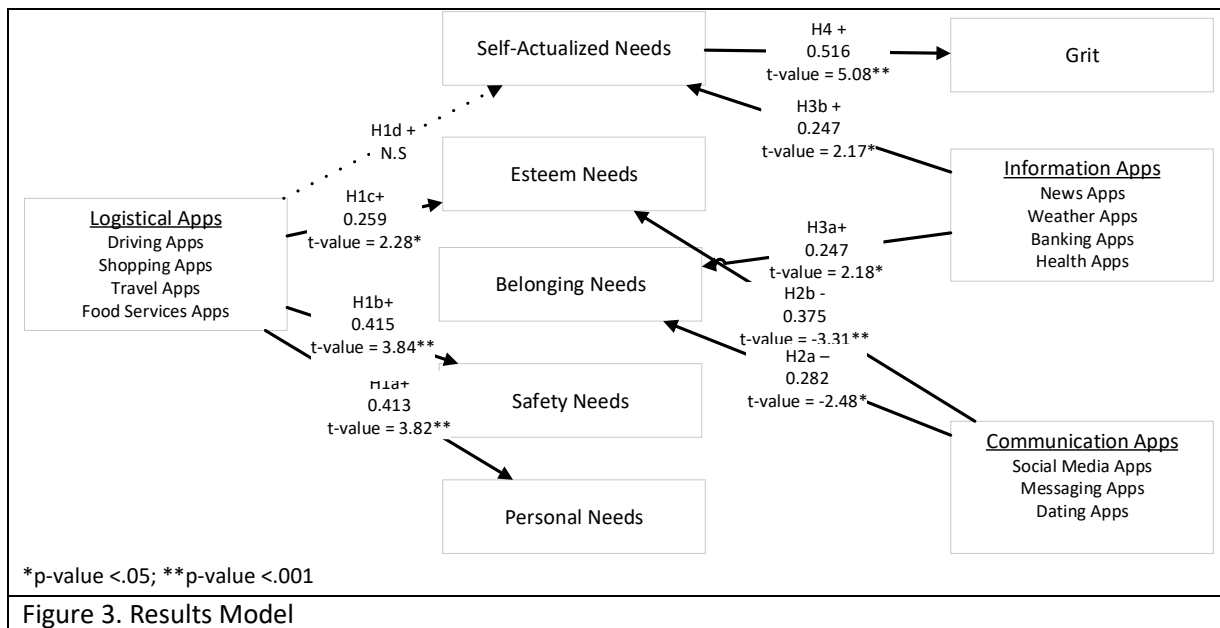 Self-Actualized Needs
H4 +
0.516
t-value = 5.08**
Grit
H3b +
0.247
t-value = 2.17*
H1d +
N.S
Esteem Needs
Information Apps
News Apps
Weather Apps
Banking Apps
Health Apps
Logistical Apps
Driving Apps
Shopping Apps
Travel Apps
Food Services Apps
H1c+
0.259
t-value = 2.28*
H3a+
0.247
t-value = 2.18*
Belonging Needs
H2b -
0.375
t-value = -3.31**
H1b+
0.415
t-value = 3.84**
H2a –
0.282
t-value = -2.48*
H1a+
0.413
t-value = 3.82**
Safety Needs
Communication Apps
Social Media Apps
Messaging Apps
Dating Apps
Personal Needs
*p-value <.05; **p-value <.001
Figure 3. Results Model